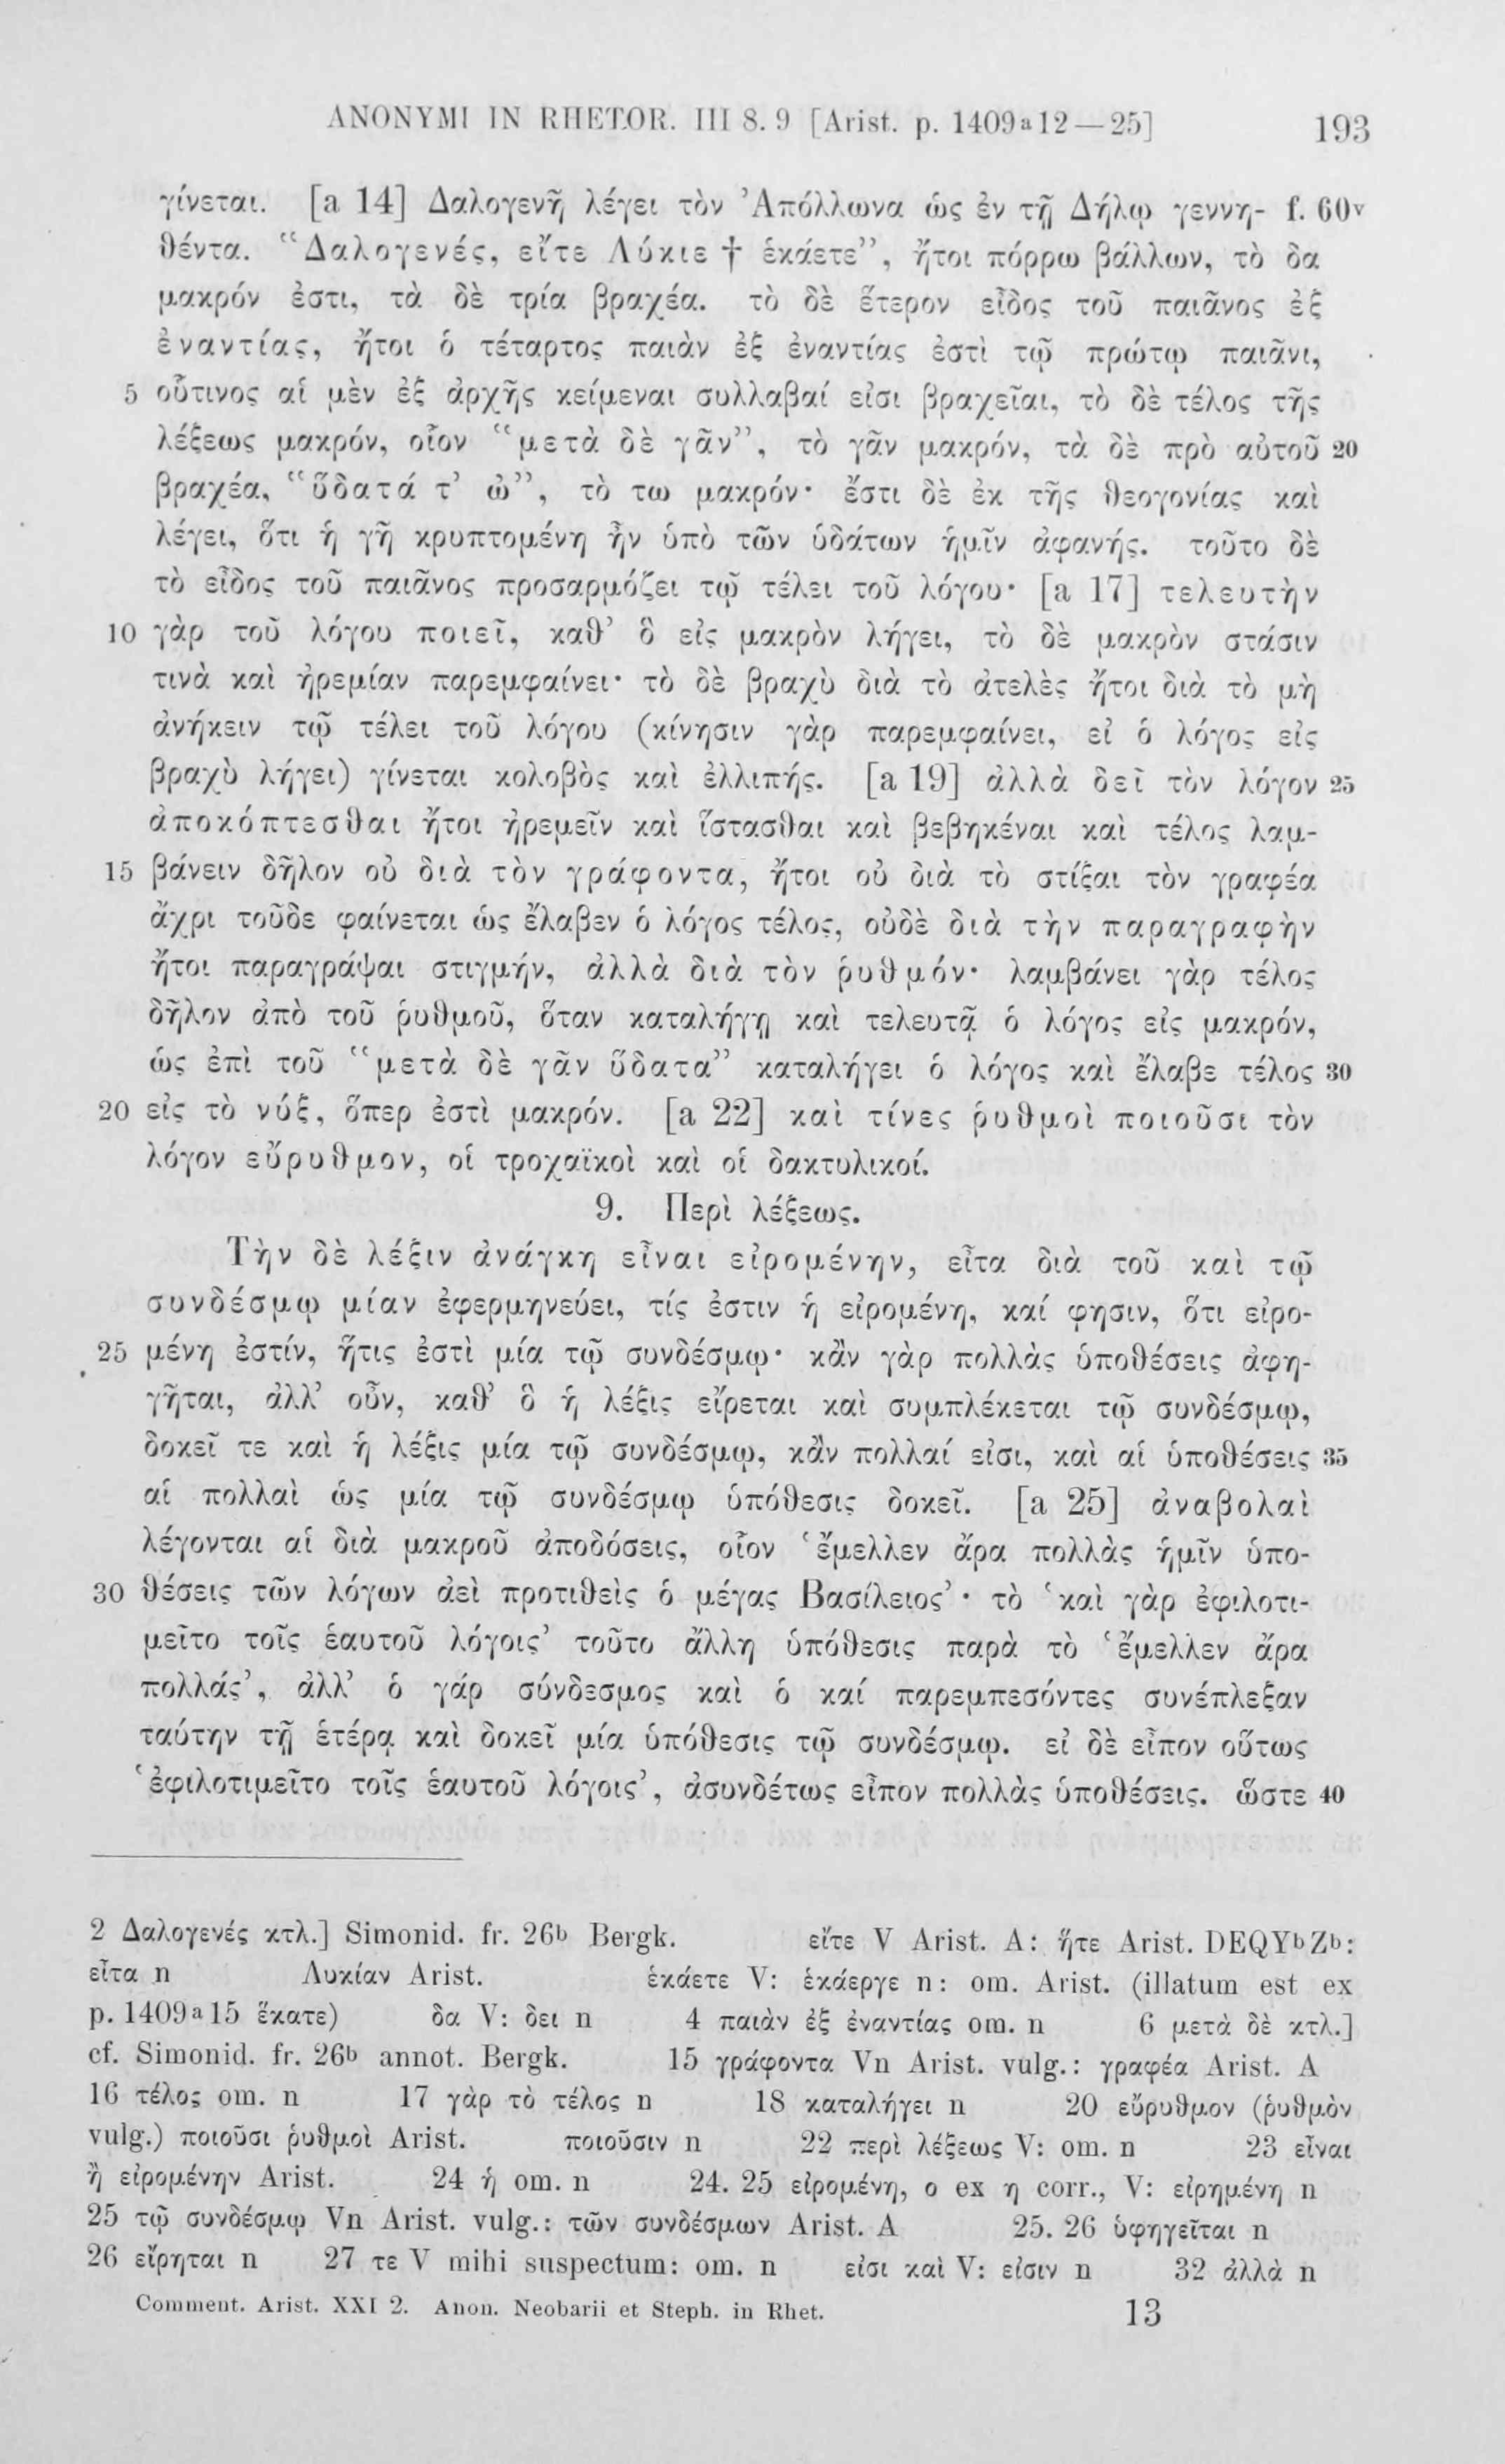 ANONYMI IN RHETOR. III 8. 9 [Arist. p. 1409a12—25] 193
γίνεται. [a 14] Δαλογενῆ λέγει τὸν Ἀπόλλωνα ὡς ἐν τῇ Δήλῳ γεννη- f. 60v
θέντα. “Δαλογενές, εἴτε Λύκιε † ἑκάετε”, ἤτοι πόρρω βάλλων, τὸ δα
μακρόν ἐστι, τὰ δὲ τρία βραχέα. τὸ δὲ ἕτερον εἶδος τοῦ παιᾶνος ἐξ
ἐναντίας, ἤτοι ὁ τέταρτος παιὰν ἐξ ἐναντίας ἐστὶ τῷ πρώτῳ παιᾶνι,
5 οὗτινος αἱ μὲν ἐξ ἀρχῆς κείμεναι συλλαβαί εἰσι βραχεῖαι, τὸ δὲ τέλος τῆς
λέξεως μακρόν, οἷον “μετὰ δὲ γᾶν”, τὸ γᾶν μακρόν, τὰ δὲ πρὸ αὐτοῦ 20
βραχέα, “ὕδατά τ’ ὠ”, τὸ τω μακρόν· ἔστι δὲ ἐκ τῆς θεογονίας καὶ
λέγει, ὅτι ἡ γῆ κρυπτομένη ἦν ὑπὸ τῶν ὑδάτων ἡμῖν ἀφανής. τοῦτο δὲ
τὸ εἶδος τοῦ παιᾶνος προσαρμόζει τῷ τέλει τοῦ λόγου· [a 17] τελευτὴν
10 γὰρ τοῦ λόγου ποιεῖ, καθ’ ὃ εἰς μακρὸν λήγει, τὸ δὲ μακρὸν στάσιν
τινὰ καὶ ἠρεμίαν παρεμφαίνει· τὸ δὲ βραχὺ διὰ τὸ ἀτελὲς ἤτοι διὰ τὸ μὴ
ἀνήκειν τῷ τέλει τοῦ λόγου (κίνησιν γὰρ παρεμφαίνει, εἰ ὁ λόγος εἰς
βραχὺ λήγει) γίνεται κολοβὸς καὶ ἐλλιπής. [a 19] ἀλλὰ δεῖ τὸν λόγον 25
ἀποκόπτεσθαι ἤτοι ἠρεμεῖν καὶ ἵστασθαι καὶ βεβηκέναι καὶ τέλος λαμ-
15 βάνειν δῆλον οὐ διὰ τὸν γράφοντα, ἤτοι οὐ διὰ τὸ στίξαι τὸν γραφέα
ἄχρι τοῦδε φαίνεται ὡς ἔλαβεν ὁ λόγος τέλος, οὐδὲ διὰ τὴν παραγραφὴν
ἤτοι παραγράψαι στιγμήν, ἀλλὰ διὰ τὸν ῥυθμόν· λαμβάνει γὰρ τέλος
δῆλον ἀπὸ τοῦ ῥυθμοῦ, ὅταν καταλήγῃ καὶ τελευτᾷ ὁ λόγος εἰς μακρόν,
ὡς ἐπὶ τοῦ “μετὰ δὲ γᾶν ὕδατα” καταλήγει ὁ λόγος καὶ ἔλαβε τέλος 30
20 εἰς τὸ νύξ, ὅπερ ἐστὶ μακρόν. [a 22] καὶ τίνες ῥυθμοὶ ποιοῦσι τὸν
λόγον εὔρυθμον, οἱ τροχαϊκοὶ καὶ οἱ δακτυλικοί.
9. Περὶ λέξεως.
Τὴν δὲ λέξιν ἀνάγκη εἶναι εἰρομένην, εἶτα διὰ τοῦ καὶ τῷ
συνδέσμῳ μίαν ἐφερμηνεύει, τίς ἐστιν ἡ εἰρομένη, καί φησιν, ὅτι εἰρο-
25 μένη ἐστίν, ἥτις ἐστὶ μία τῷ συνδέσμῳ· κἂν γὰρ πολλὰς ὑποθέσεις ἀφη-
γῆται, ἀλλ’ οὖν, καθ’ ὃ ἡ λέξις εἴρεται καὶ συμπλέκεται τῷ συνδέσμῳ,
δοκεῖ τε καὶ ἡ λέξις μία τῷ συνδέσμῳ, κἂν πολλαί εἰσι, καὶ αἱ ὑποθέσεις 35
αἱ πολλαὶ ὡς μία τῷ συνδέσμῳ ὑπόθεσις δοκεῖ. [a 25] ἀναβολαὶ
λέγονται αἱ διὰ μακροῦ ἀποδόσεις, οἷον ‘ἔμελλεν ἄρα πολλὰς ἡμῖν ὑπο-
30 θέσεις τῶν λόγων ἀεὶ προτιθεὶς ὁ μέγας Βασίλειος’· τὸ ‘καὶ γὰρ ἐφιλοτι-
μεῖτο τοῖς ἑαυτοῦ λόγοις’ τοῦτο ἄλλη ὑπόθεσις παρὰ τὸ ‘ἔμελλεν ἄρα
πολλάς’, ἀλλ’ ὁ γάρ σύνδεσμος καὶ ὁ καί παρεμπεσόντες συνέπλεξαν
ταύτην τῇ ἑτέρᾳ καὶ δοκεῖ μία ὑπόθεσις τῷ συνδέσμῳ. εἰ δὲ εἶπον οὕτως
‘ἐφιλοτιμεῖτο τοῖς ἑαυτοῦ λόγοις’, ἀσυνδέτως εἶπον πολλὰς ὑποθέσεις. ὥστε 40
2 Δαλογενές κτλ.] Simonid. fr. 26b Bergk. εἴτε V Arist. A: ἤτε Arist. DEQYbZb:
εἶτα n Λυκίαν Arist. ἑκάετε V: ἑκάεργε n: om. Arist. (illatum est ex
p. 1409a15 ἕκατε) δα V: δει n 4 παιὰν ἐξ ἐναντίας om. n 6 μετὰ δὲ κτλ.]
cf. Simonid. fr. 26b annot. Bergk. 15 γράφοντα Vn Arist. vulg.: γραφέα Arist. A
16 τέλος om. n 17 γὰρ τὸ τέλος n 18 καταλήγει n 20 εὔρυθμον (ῥυθμὸν
vulg.) ποιοῦσι ῥυθμοὶ Arist. ποιοῦσιν n 22 περὶ λέξεως V: om. n 23 εἶναι
ἢ εἰρομένην Arist. 24 ἡ om. n 24. 25 εἰρομένη, ο ex η corr., V: εἰρημένη n
25 τῷ συνδέσμῳ Vn Arist. vulg.: τῶν συνδέσμων Arist. A 25. 26 ὑφηγεῖται n
26 εἴρηται n 27 τε V mihi suspectum: om. n εἰσι καὶ V: εἰσιν n 32 ἀλλὰ n
Comment. Arist. XXI 2. Anon. Neobarii et Steph. in Rhet. 13